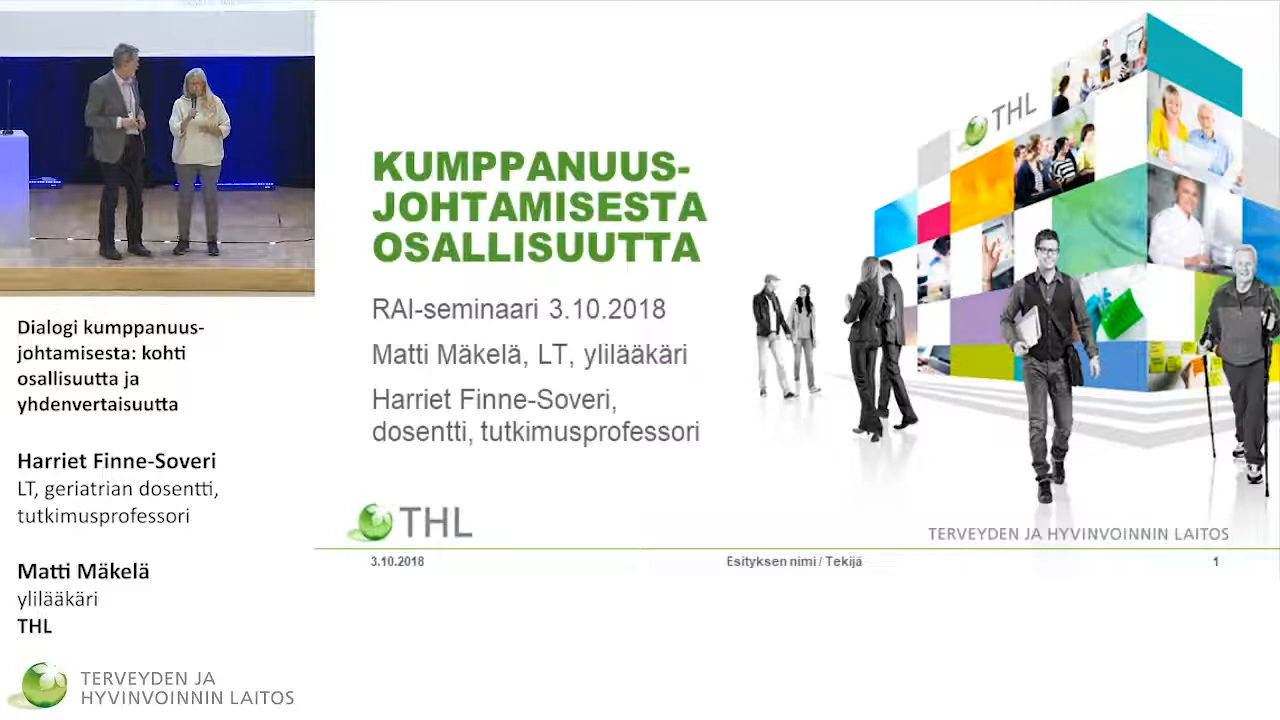 Dialogi kumppanuus-
johtamisesta: kohti
osallisuutta ja
yhdenvertaisuutta
Harriet Finne-Soveri
LT, geriatrian dosentti,
tutkimusprofessori
Matti Mäkelä
ylilääkäri
THL
TERVEYDEN JA
HYVINVOINNIN LAITOS
KUMPPANUUS-
JOHTAMISESTA
OSALLISUUTTA
RAI-seminaari 3.10.2018
Matti Mäkelä, LT, ylilääkäri
Harriet Finne-Soveri,
dosentti, tutkimusprofessori
THL
THL
TERVEYDEN JA HYVINVOINNIN LAITOS
3.10.2018
Esityksen nimi / Tekijä
1